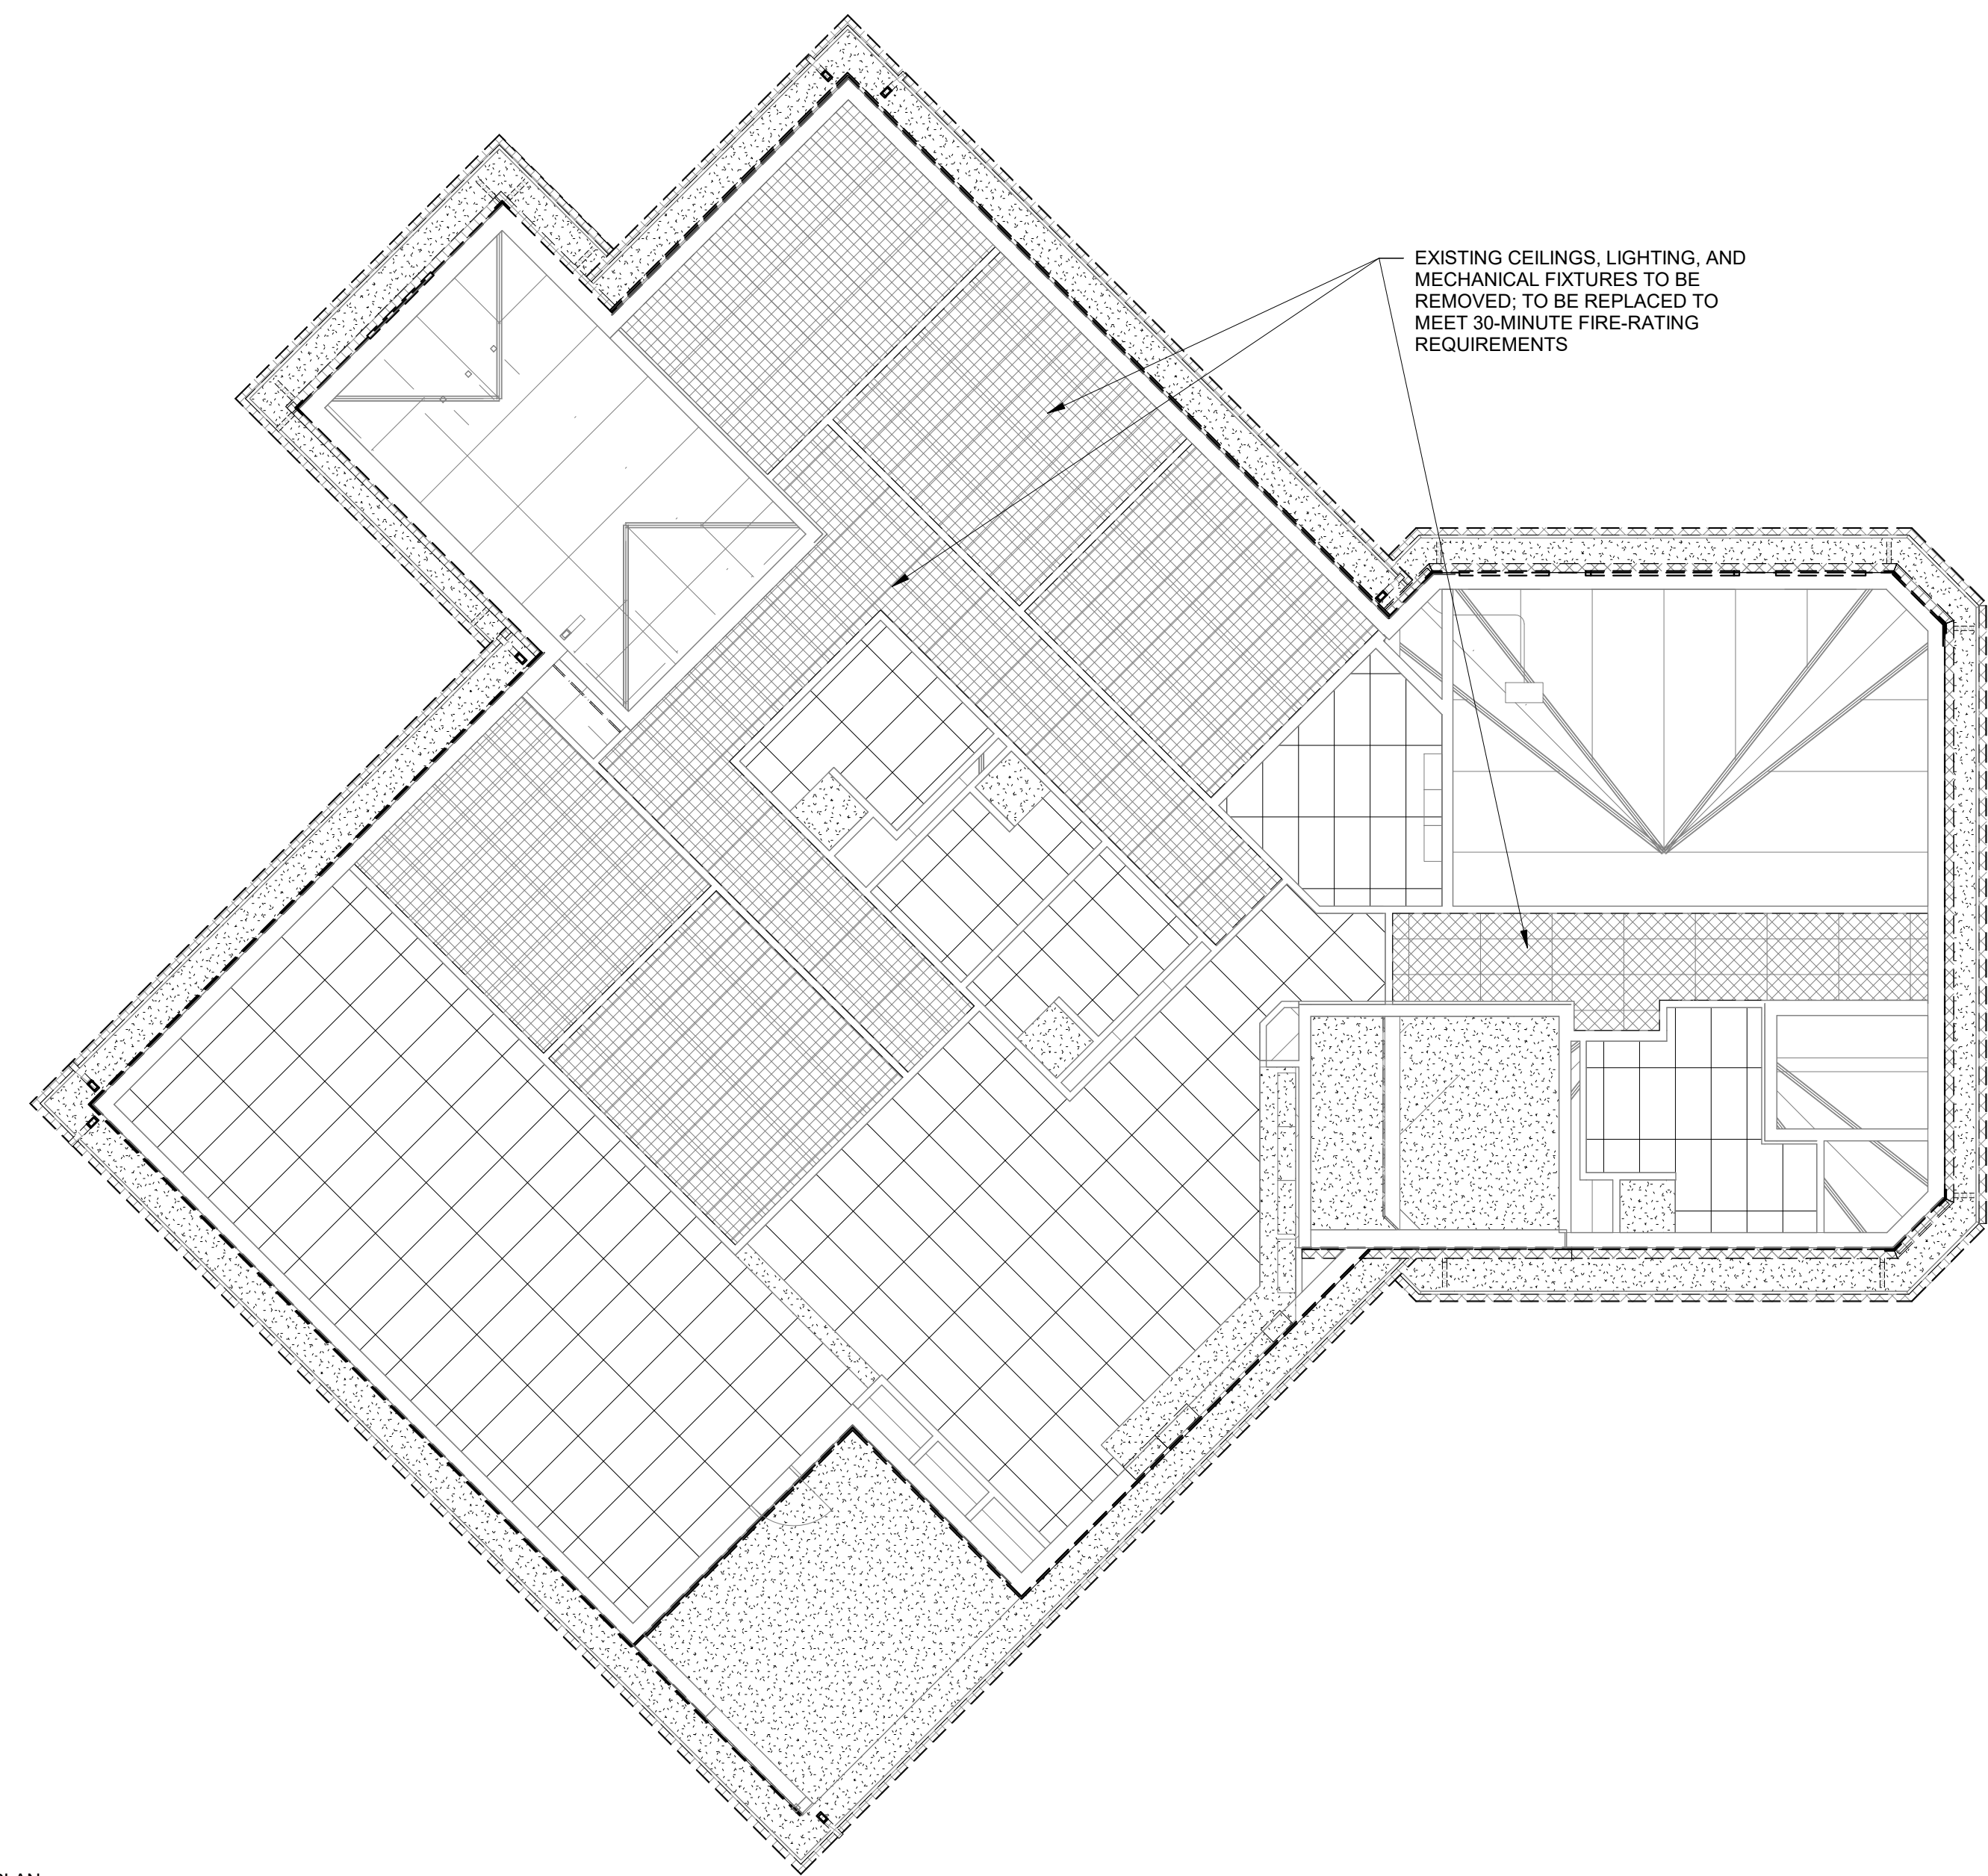 EXISTING CEILINGS, LIGHTING, AND
MECHANICAL FIXTURES TO BE
REMOVED; TO BE REPLACED TO
MEET 30-MINUTE FIRE-RATING
REQUIREMENTS